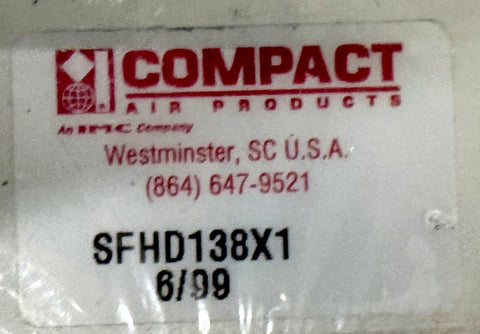 COMPACT
AIR PRODUCTS
An IMC Company
Westminster, SC U.S.A.
(864) 647-9521
SFHD138X1
6/99